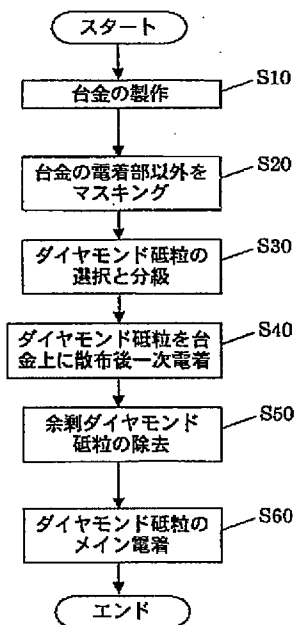 スタート
台金の製作
S10
台金の電着部以外を
マスキング
S20
ダイヤモンド砥粒の
選択と分級
S30
ダイヤモンド砥粒を台
金上に散布後一次電着
S40
余剰ダイヤモンド
砥粒の除去
S50
ダイヤモンド砥粒の
メイン電着
S60
エンド